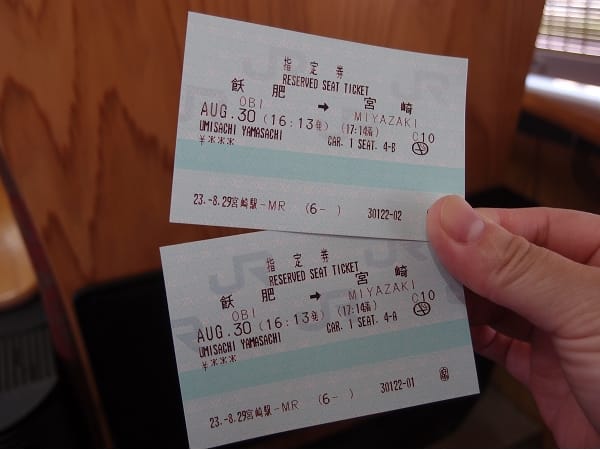 指定券
RESERVED SEAT TICKET
飫肥 → 宮崎
OBI MIYAZAKI C10
AUG.30 (16:13発) (17:14着)
UMISACHI YAMASACHI CAR.1 SEAT.4-B
¥***
23.-8.29宮崎駅-MR (6- ) 30122-02
指定券
RESERVED SEAT TICKET
飫肥 → 宮崎
OBI MIYAZAKI C10
AUG.30 (16:13発) (17:14着)
UMISACHI YAMASACHI CAR.1 SEAT.4-A
¥***
23.-8.29宮崎駅-MR (6- ) 30122-01